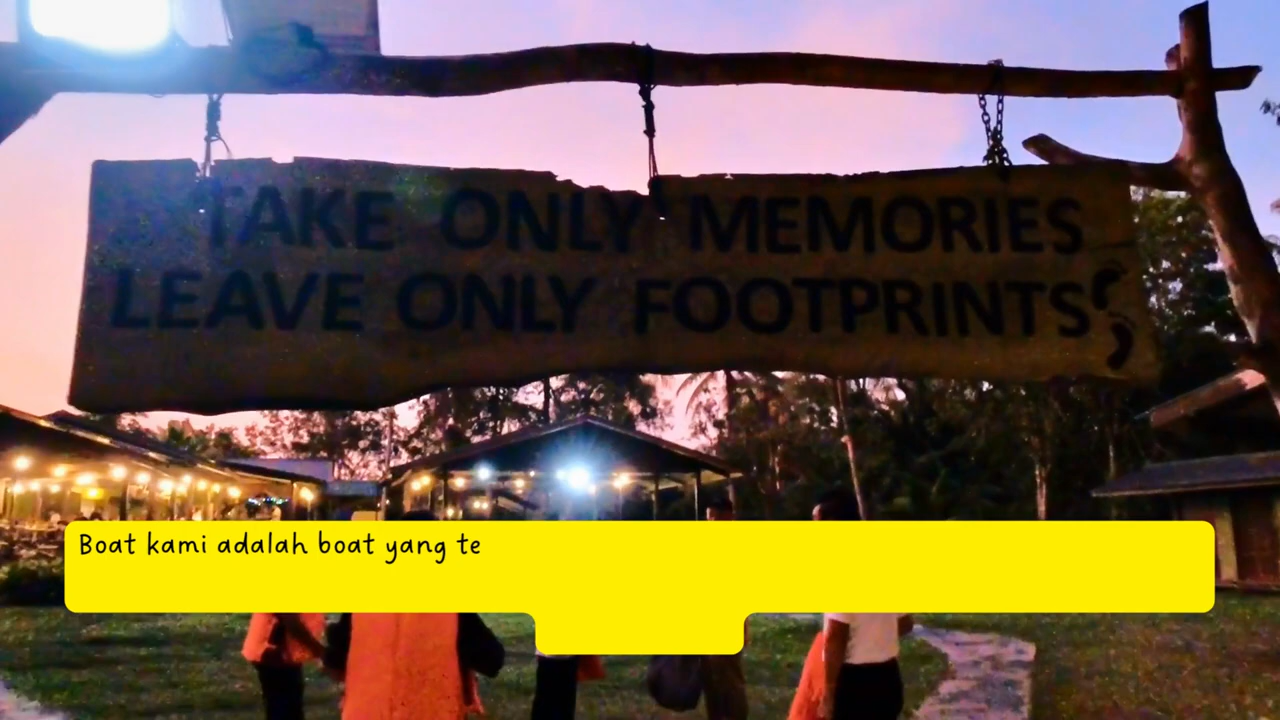 TAKE ONLY MEMORIES
LEAVE ONLY FOOTPRINTS
Boat kami adalah boat yang te